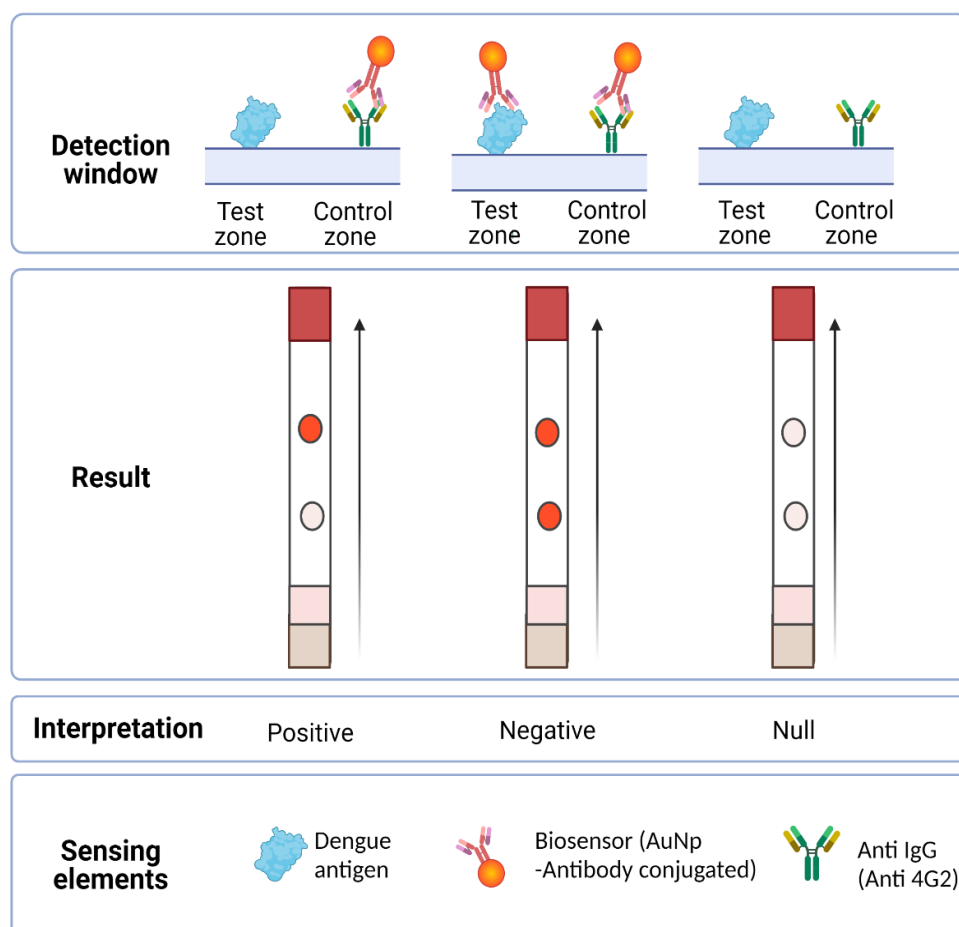 Detection
window
Test
zone
Control
zone
Test
zone
Control
zone
Test
zone
Control
zone
Result
Interpretation
Positive
Negative
Null
Sensing
elements
Dengue
antigen
Biosensor (AuNp
-Antibody conjugated)
Anti IgG
(Anti 4G2)